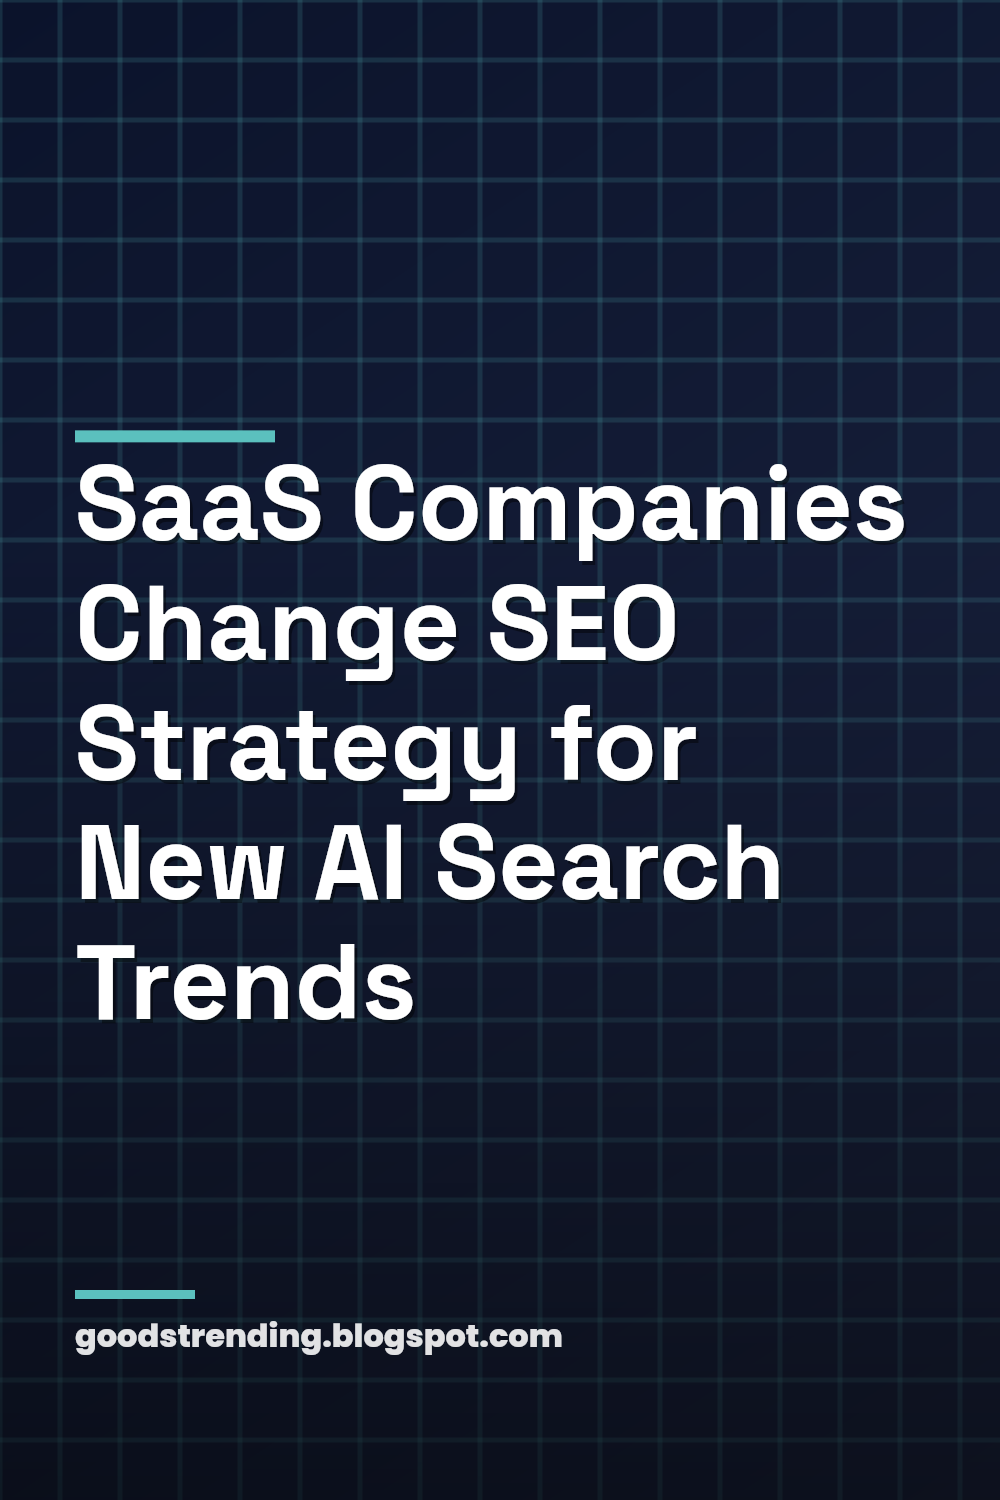 SaaS Companies
Change SEO
Strategy for
New AI Search
Trends
goodstrending.blogspot.com